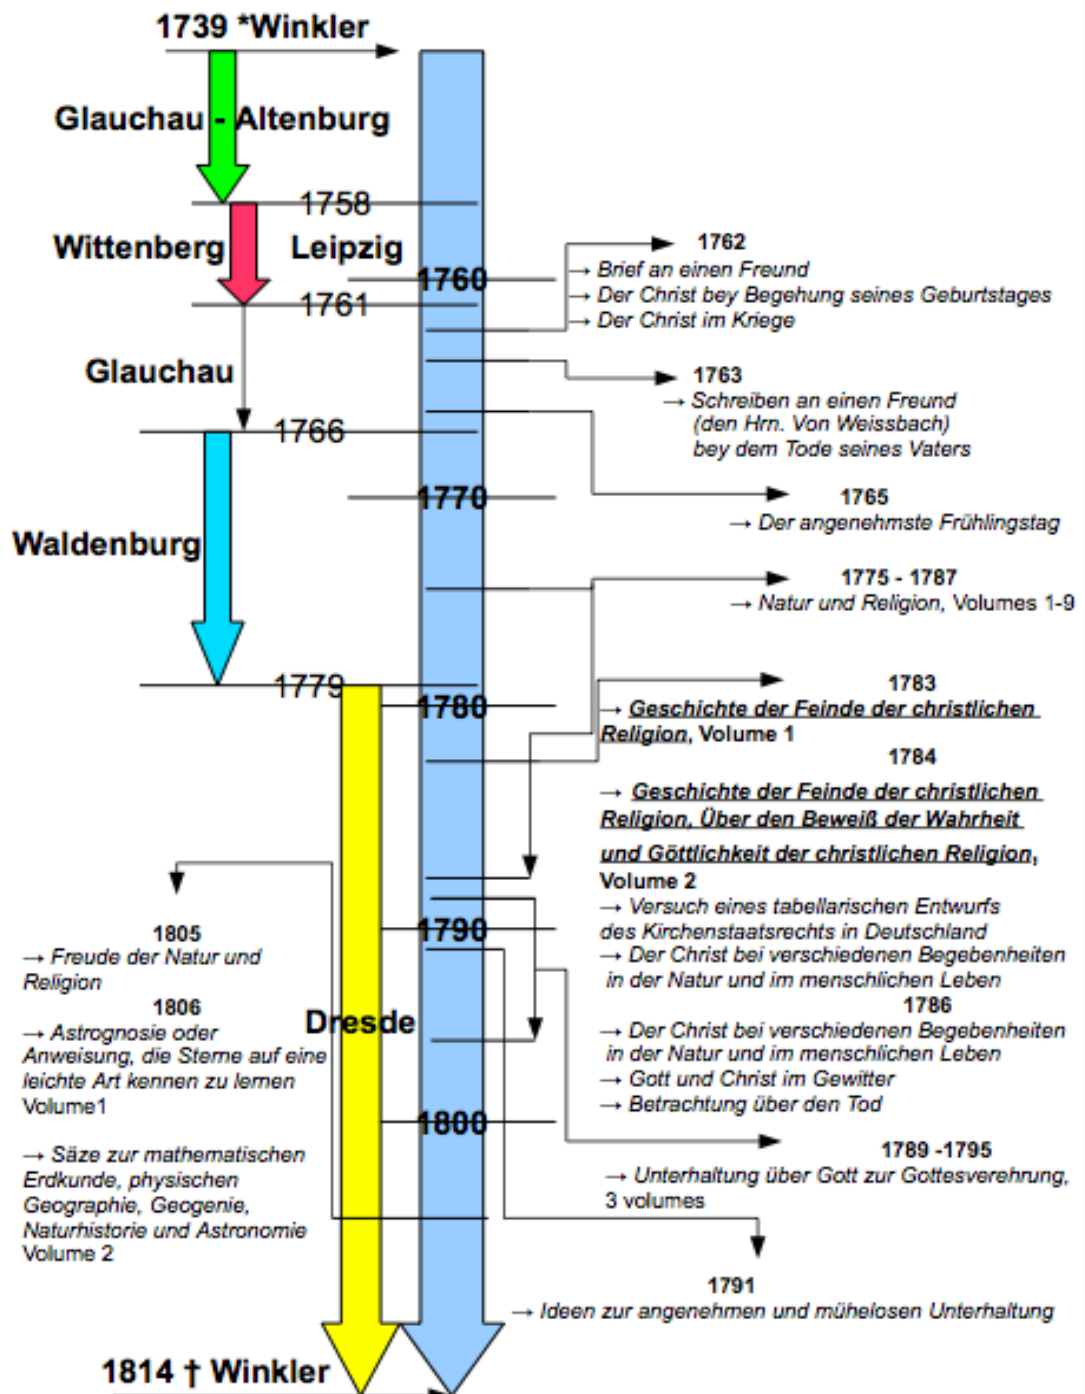 1739 *Winkler
Glauchau - Altenburg
1758
Wittenberg
Leipzig
1760
1761
Glauchau
1766
1770
Waldenburg
1779
1780
1790
Dresde
1800
1814 † Winkler
1762
→ Brief an einen Freund
→ Der Christ bey Begehung seines Geburtstages
→ Der Christ im Kriege
1763
→ Schreiben an einen Freund
(den Hrn. Von Weissbach)
bey dem Tode seines Vaters
1765
→ Der angenehmste Frühlingstag
1775 - 1787
→ Natur und Religion, Volumes 1-9
1783
→ Geschichte der Feinde der christlichen
Religion, Volume 1
1784
→ Geschichte der Feinde der christlichen
Religion, Über den Beweiß der Wahrheit
und Göttlichkeit der christlichen Religion,
Volume 2
→ Versuch eines tabellarischen Entwurfs
des Kirchenstaatsrechts in Deutschland
→ Der Christ bei verschiedenen Begebenheiten
in der Natur und im menschlichen Leben
1786
→ Der Christ bei verschiedenen Begebenheiten
in der Natur und im menschlichen Leben
→ Gott und Christ im Gewitter
→ Betrachtung über den Tod
1789 -1795
→ Unterhaltung über Gott zur Gottesverehrung,
3 volumes
1791
→ Ideen zur angenehmen und mühelosen Unterhaltung
1805
→ Freude der Natur und
Religion
1806
→ Astrognosie oder
Anweisung, die Sterne auf eine
leichte Art kennen zu lernen
Volume1
→ Säze zur mathematischen
Erdkunde, physischen
Geographie, Geogenie,
Naturhistorie und Astronomie
Volume 2